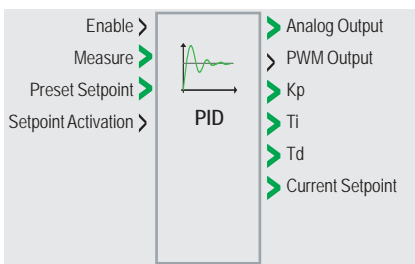 Enable
Measure
Preset Setpoint
Setpoint Activation
PID
Analog Output
PWM Output
Kp
Ti
Td
Current Setpoint